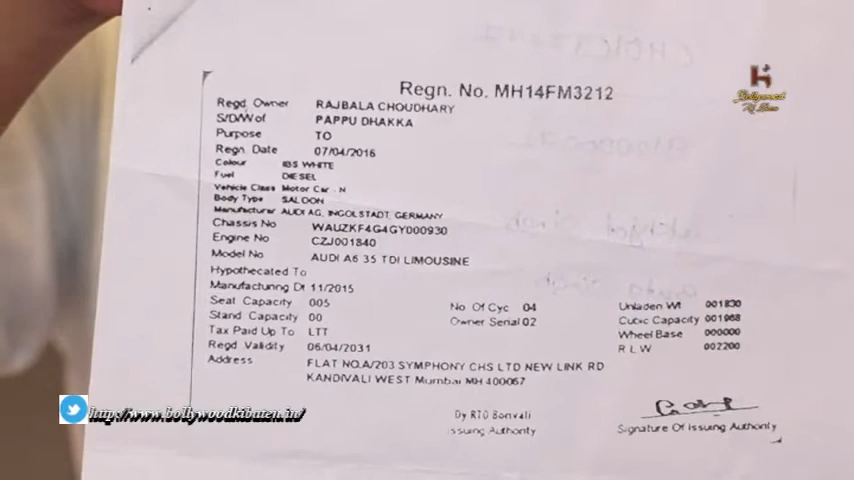 Regn. No. MH14FM3212
Regd. Owner RAJBALA CHOUDHARY
S/D/W of PAPPU DHAKKA
Purpose TO
Regn. Date 07/04/2016
Colour IBS WHITE
Fuel DIESEL
Vehicle Class Motor Car - N
Body Type SALOON
Manufacturer AUDI AG, INGOLSTADT, GERMANY
Chassis No WAUZKF4G4GY000930
Engine No CZJ001840
Model No AUDI A6 35 TDI LIMOUSINE
Hypothecated To
Manufacturing Dt 11/2015
Seat Capacity 005 No Of Cyc 04 Unladen Wt 001830
Stand Capacity 00 Owner Serial 02 Cubic Capacity 001968
Tax Paid Up To LTT Wheel Base 000000
Regd Validity 06/04/2031 R L W 002200
Address FLAT NO.A/203 SYMPHONY CHS LTD NEW LINK RD
KANDIVALI WEST Mumbai MH 400067
Dy RTO Borivali
Issuing Authority
Signature Of Issuing Authority
http://www.bollywoodkibaten.in/
Bollywood